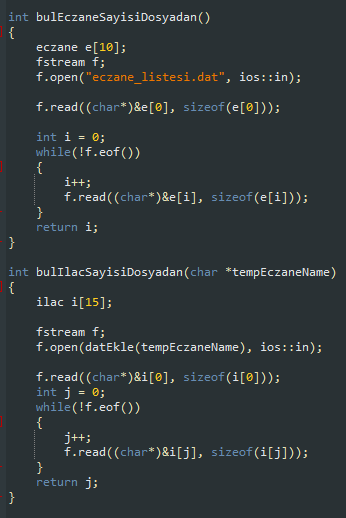 int bulEczaneSayisiDosyadan()
{
    eczane e[10];
    fstream f;
    f.open("eczane_listesi.dat", ios::in);
    f.read((char*)&e[0], sizeof(e[0]));
    int i = 0;
    while(!f.eof())
    {
        i++;
        f.read((char*)&e[i], sizeof(e[i]));
    }
    return i;
}
int bulIlacSayisiDosyadan(char *tempEczaneName)
{
    ilac i[15];
    fstream f;
    f.open(datEkle(tempEczaneName), ios::in);
    f.read((char*)&i[0], sizeof(i[0]));
    int j = 0;
    while(!f.eof())
    {
        j++;
        f.read((char*)&i[j], sizeof(i[j]));
    }
    return j;
}